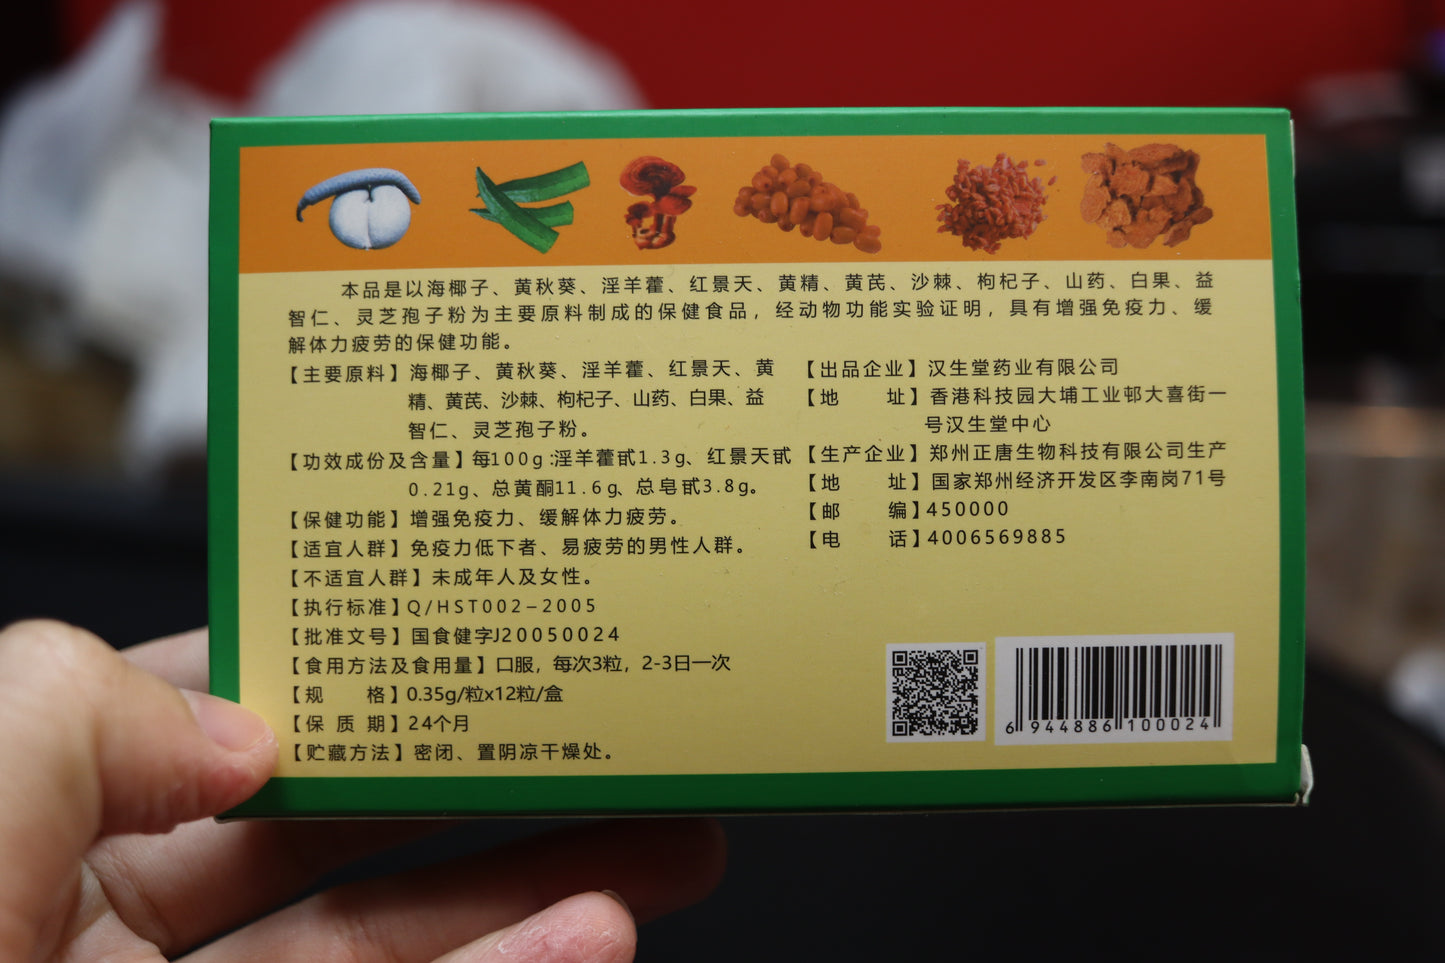 本品是以海椰子、黄秋葵、淫羊藿、红景天、黄精、黄芪、沙棘、枸杞子、山药、白果、益
智仁、灵芝孢子粉为主要原料制成的保健食品，经动物功能实验证明，具有增强免疫力、缓
解体力疲劳的保健功能。
【主要原料】海椰子、黄秋葵、淫羊藿、红景天、黄
精、黄芪、沙棘、枸杞子、山药、白果、益
智仁、灵芝孢子粉。
【功效成份及含量】每100g:淫羊藿甙1.3g、红景天甙
0.21g、总黄酮11.6g、总皂甙3.8g。
【保健功能】增强免疫力、缓解体力疲劳。
【适宜人群】免疫力低下者、易疲劳的男性人群。
【不适宜人群】未成年人及女性。
【执行标准】Q/HST002-2005
【批准文号】国食健字J20050024
【食用方法及食用量】口服，每次3粒，2-3日一次
【规 格】0.35g/粒x12粒/盒
【保 质 期】24个月
【贮藏方法】密闭、置阴凉干燥处。
【出品企业】汉生堂药业有限公司
【地 址】香港科技园大埔工业邨大喜街一
号汉生堂中心
【生产企业】郑州正唐生物科技有限公司生产
【地 址】国家郑州经济开发区李南岗71号
【邮 编】450000
【电 话】4006569885
6 944886 100024